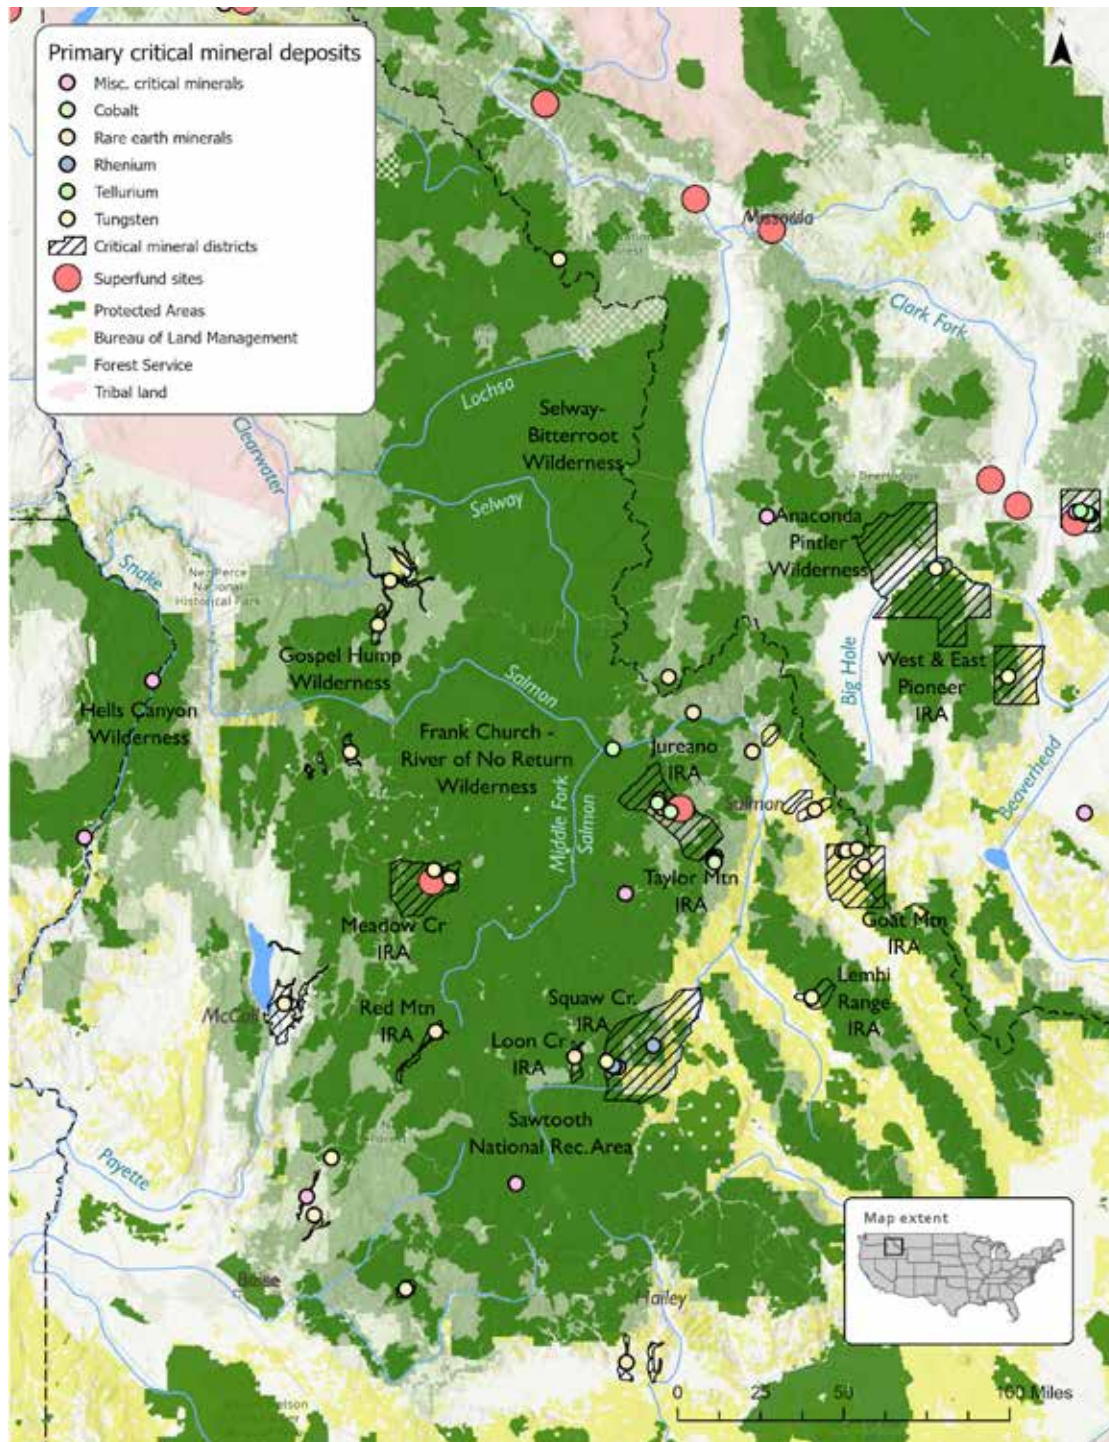 Primary critical mineral deposits
Misc. critical minerals
Cobalt
Rare earth minerals
Rhenium
Tellurium
Tungsten
Critical mineral districts
Superfund sites
Protected Areas
Bureau of Land Management
Forest Service
Tribal land
N
Missoula
Clark Fork
Lochsa
Selway-
Bitterroot
Wilderness
Clearwater
Selway
Anaconda
Pintler
Wilderness
Snake
Nez Perce
National
Historical Park
Gospel Hump
Wilderness
Salmon
West & East
Pioneer
IRA
Big Hole
Hells Canyon
Wilderness
Frank Church -
River of No Return
Wilderness
Jureano
IRA
Beaverhead
Middle Fork
Salmon
Salmon
Taylor Mtn
IRA
Meadow Cr
IRA
Goat Mtn
IRA
Lemhi
Range
IRA
Squaw Cr.
IRA
McCall
Red Mtn
IRA
Loon Cr
IRA
Sawtooth
National Rec. Area
Payette
Boise
Hailey
Map extent
0 25 50 100 Miles